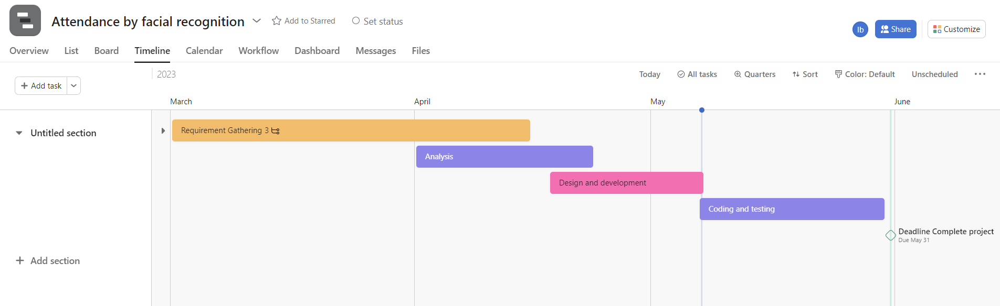 Attendance by facial recognition
Add to Starred
Set status
Ib
Share
Customize
Overview List Board Timeline Calendar Workflow Dashboard Messages Files
Add task
2023
Today All tasks Quarters Sort Color: Default Unscheduled
March April May June
Untitled section
Requirement Gathering 3
Analysis
Design and development
Coding and testing
Deadline Complete project
Due May 31
Add section